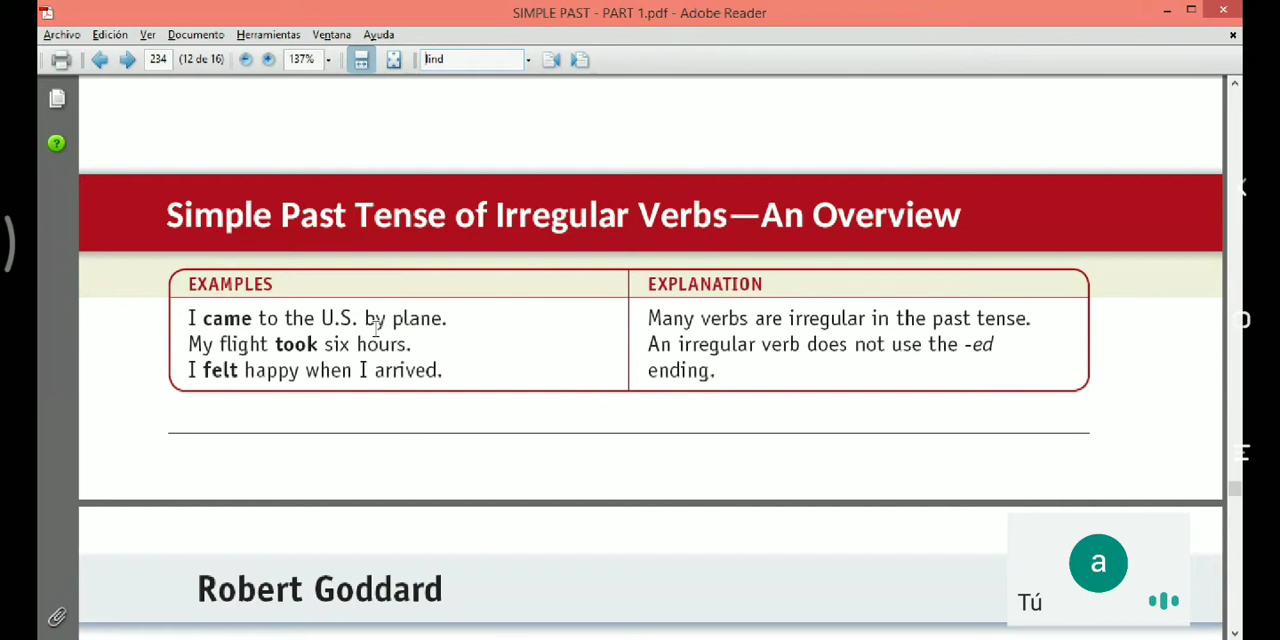 SIMPLE PAST - PART 1.pdf - Adobe Reader
Archivo Edición Ver Documento Herramientas Ventana Ayuda
234 (12 de 16) 137% find
Simple Past Tense of Irregular Verbs—An Overview
EXAMPLES
I came to the U.S. by plane.
My flight took six hours.
I felt happy when I arrived.
EXPLANATION
Many verbs are irregular in the past tense.
An irregular verb does not use the -ed
ending.
Robert Goddard
a
Tú